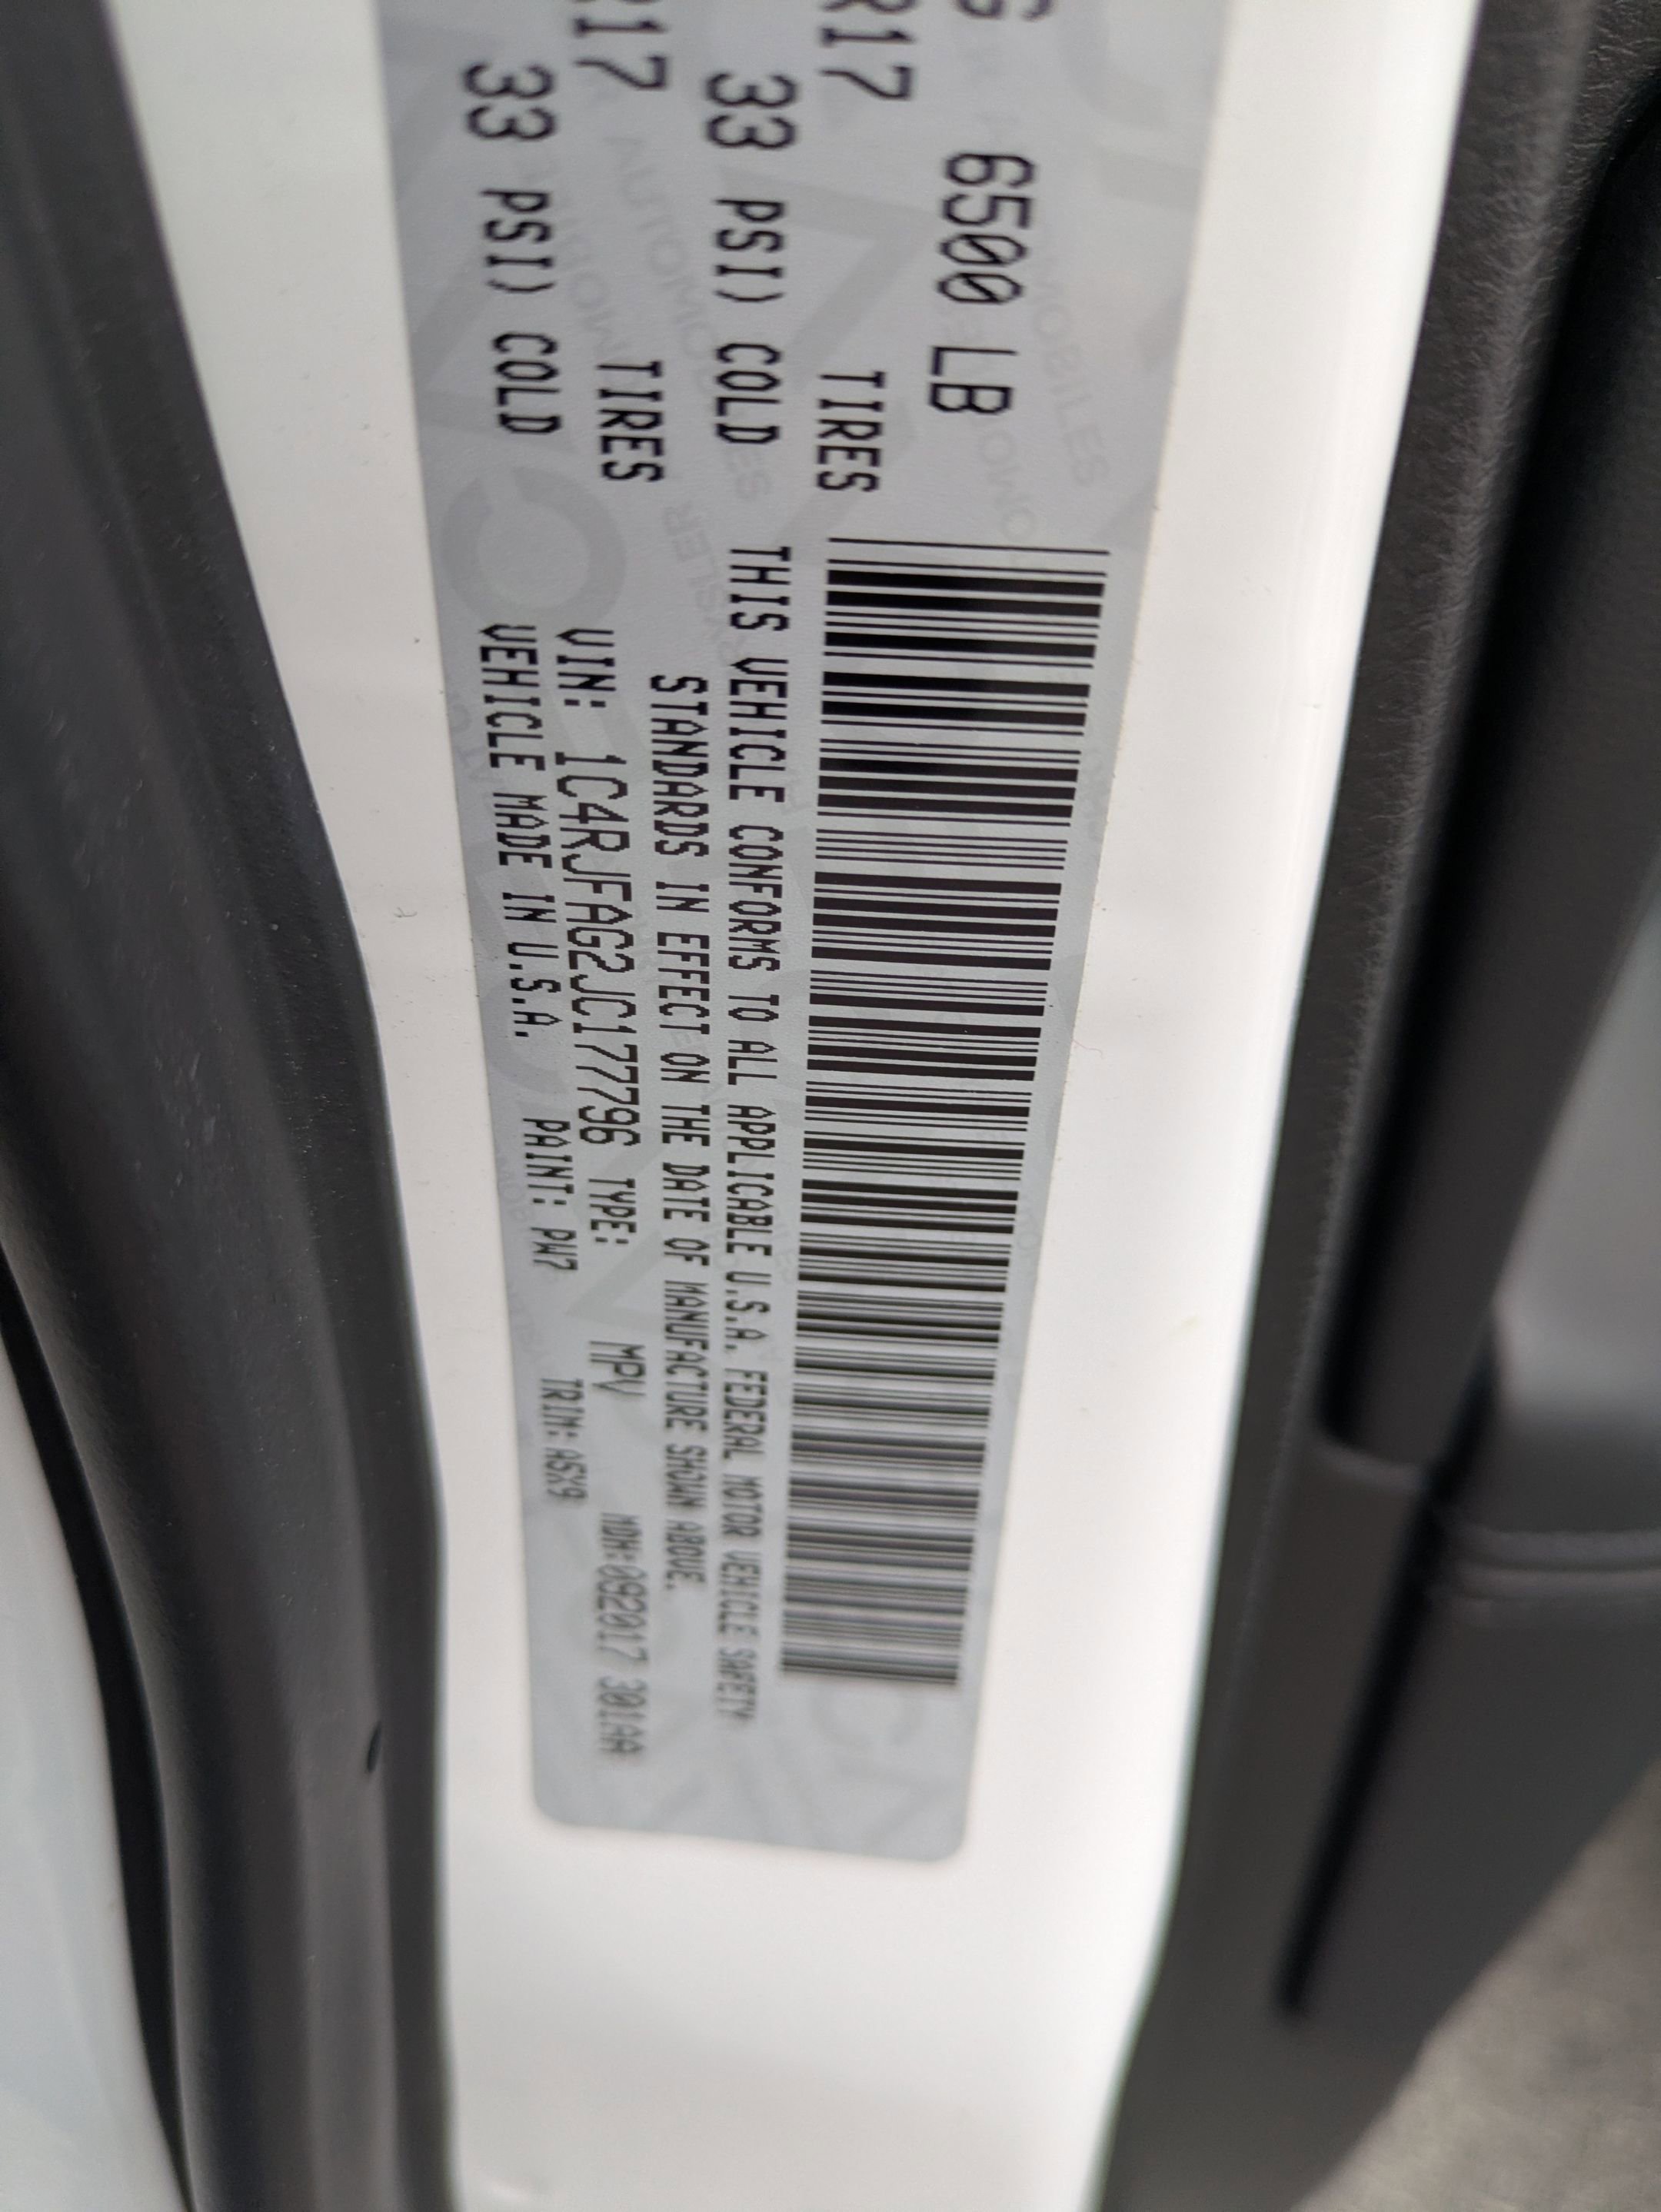 6500 LB
R17 TIRES
33 PSI) COLD
R17 TIRES
33 PSI) COLD
THIS VEHICLE CONFORMS TO ALL APPLICABLE U.S.A. FEDERAL MOTOR VEHICLE SAFETY
STANDARDS IN EFFECT ON THE DATE OF MANUFACTURE SHOWN ABOVE.
VIN: 1C4RJFAG2JC177796 TYPE: MPV MDH:092017 301AA
VEHICLE MADE IN U.S.A. PAINT: PW7 TRIM: A5X9